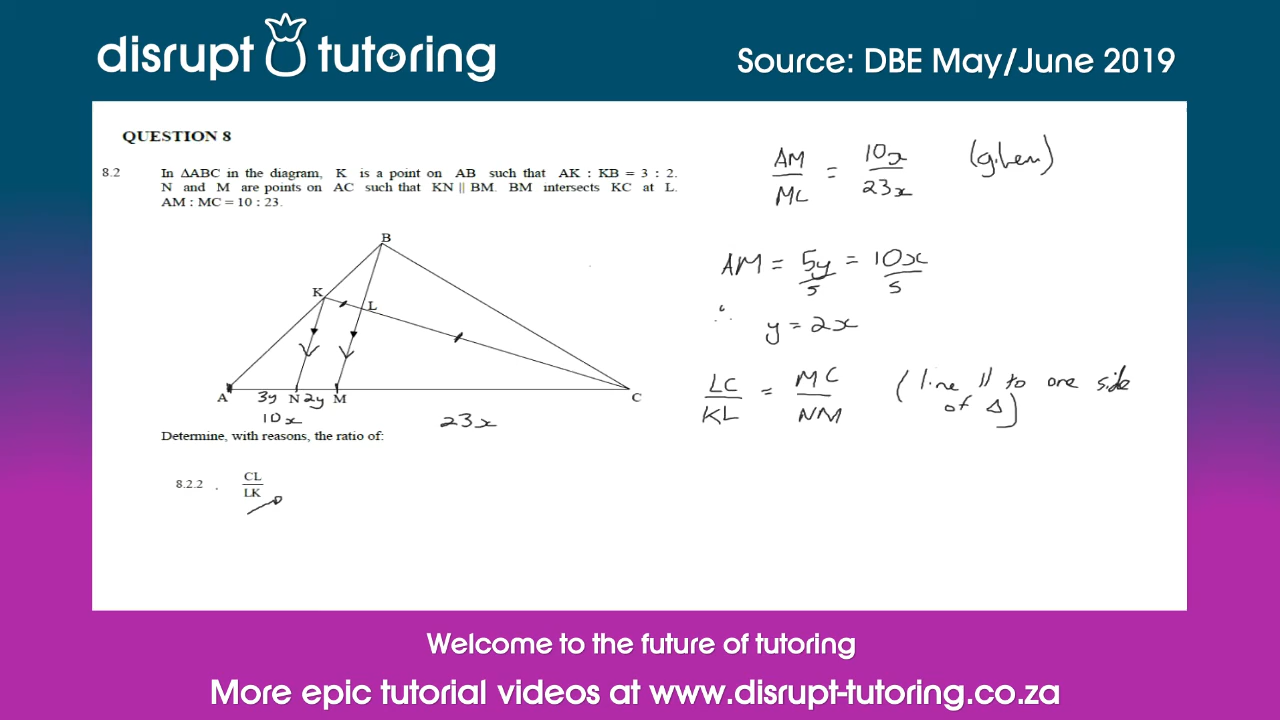 disrupt tutoring
Source: DBE May/June 2019
QUESTION 8
8.2 In ΔABC in the diagram, K is a point on AB such that AK : KB = 3 : 2.
N and M are points on AC such that KN || BM. BM intersects KC at L.
AM : MC = 10 : 23.
B
K
L
A 3y N 2y M C
10x 23x
Determine, with reasons, the ratio of:
8.2.2 CL/LK
AM/MC = 10x/23x (given)
AM = 5y/5 = 10x/5
∴ y = 2x
LC/KL = MC/NM (line || to one side
of Δ)
Welcome to the future of tutoring
More epic tutorial videos at www.disrupt-tutoring.co.za